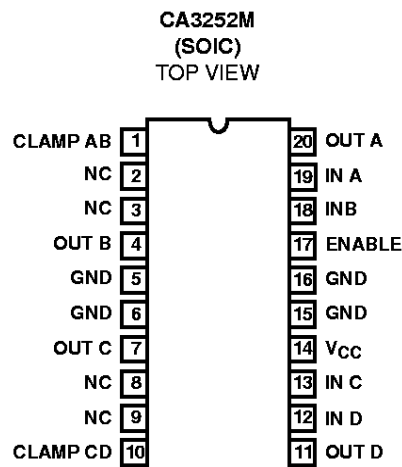 CA3252M
(SOIC)
TOP VIEW
CLAMP AB 1 20 OUT A
NC 2 19 IN A
NC 3 18 INB
OUT B 4 17 ENABLE
GND 5 16 GND
GND 6 15 GND
OUT C 7 14 VCC
NC 8 13 IN C
NC 9 12 IN D
CLAMP CD 10 11 OUT D